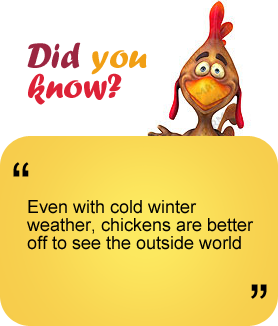 Did you
know?
“
Even with cold winter
weather, chickens are better
off to see the outside world
”